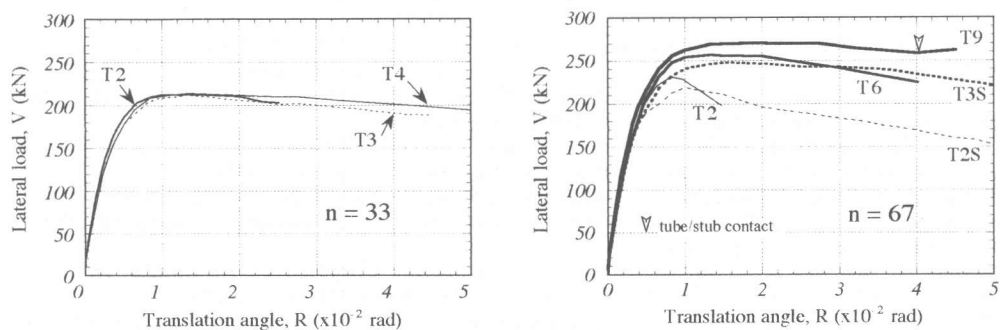 300
250
200
150
100
50
0
Lateral load, V (kN)
T2
T4
T3
n = 33
0 1 2 3 4 5
Translation angle, R (x10-2 rad)
300
250
200
150
100
50
0
Lateral load, V (kN)
T9
T6
T3S
T2
T2S
n = 67
tube/stub contact
0 1 2 3 4 5
Translation angle, R (x10-2 rad)